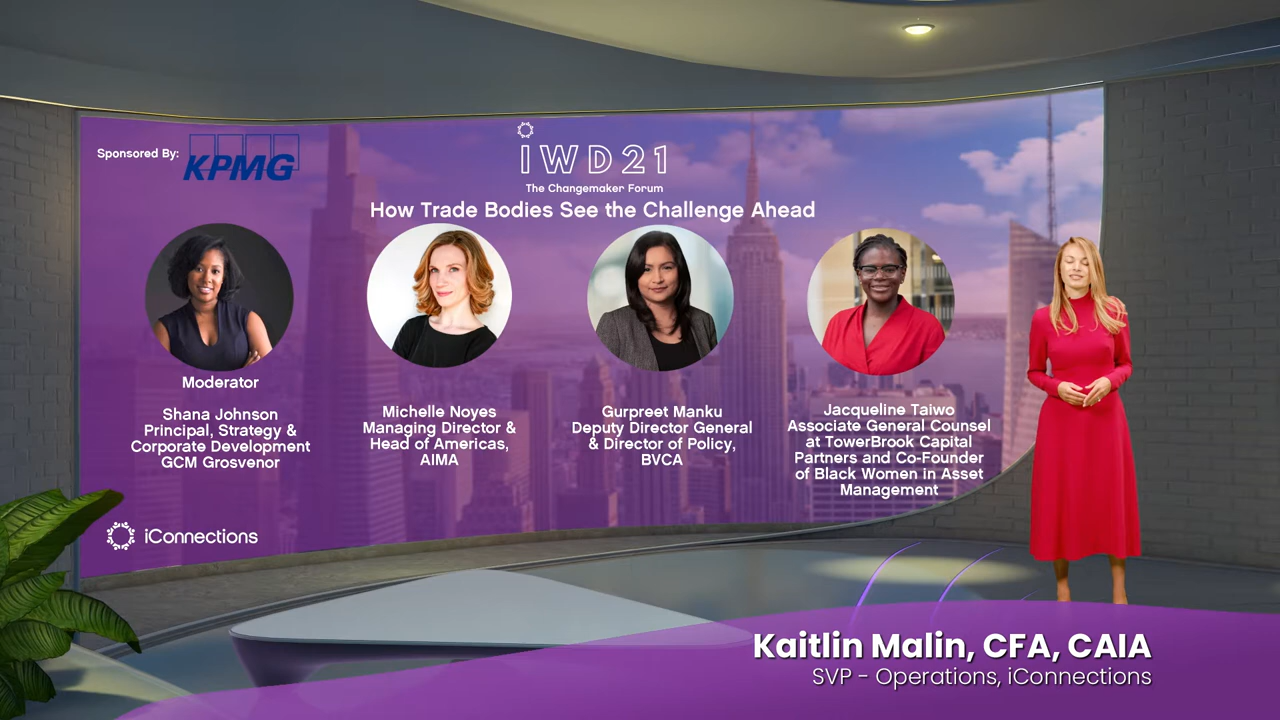 Sponsored By:
KPMG
IWD21
The Changemaker Forum
How Trade Bodies See the Challenge Ahead
Moderator
Shana Johnson
Principal, Strategy &
Corporate Development
GCM Grosvenor
Michelle Noyes
Managing Director &
Head of Americas,
AIMA
Gurpreet Manku
Deputy Director General
& Director of Policy,
BVCA
Jacqueline Taiwo
Associate General Counsel
at TowerBrook Capital
Partners and Co-Founder
of Black Women in Asset
Management
iConnections
Kaitlin Malin, CFA, CAIA
SVP - Operations, iConnections